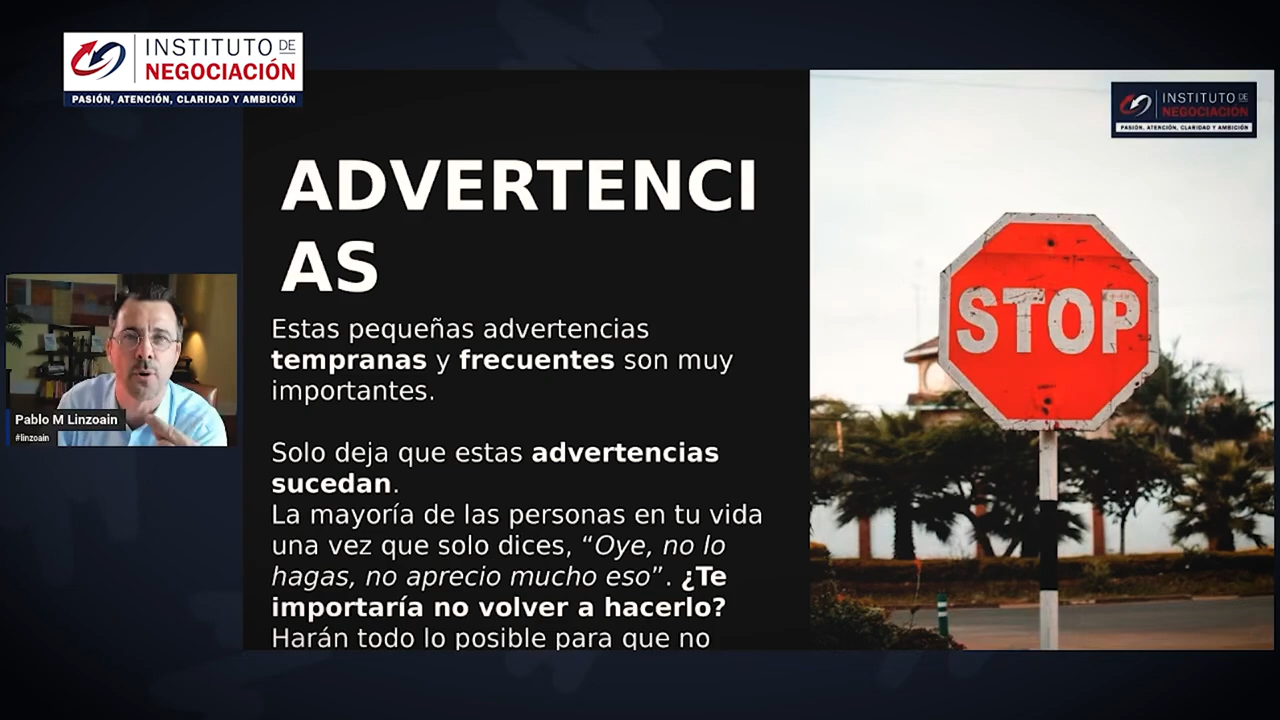 INSTITUTO DE
NEGOCIACIÓN
PASIÓN, ATENCIÓN, CLARIDAD Y AMBICIÓN
INSTITUTO DE
NEGOCIACIÓN
PASIÓN, ATENCIÓN, CLARIDAD Y AMBICIÓN
ADVERTENCI
AS
Estas pequeñas advertencias
tempranas y frecuentes son muy
importantes.
Solo deja que estas advertencias
sucedan.
La mayoría de las personas en tu vida
una vez que solo dices, “Oye, no lo
hagas, no aprecio mucho eso”. ¿Te
importaría no volver a hacerlo?
Harán todo lo posible para que no
STOP
Pablo M Linzoain
#linzoain